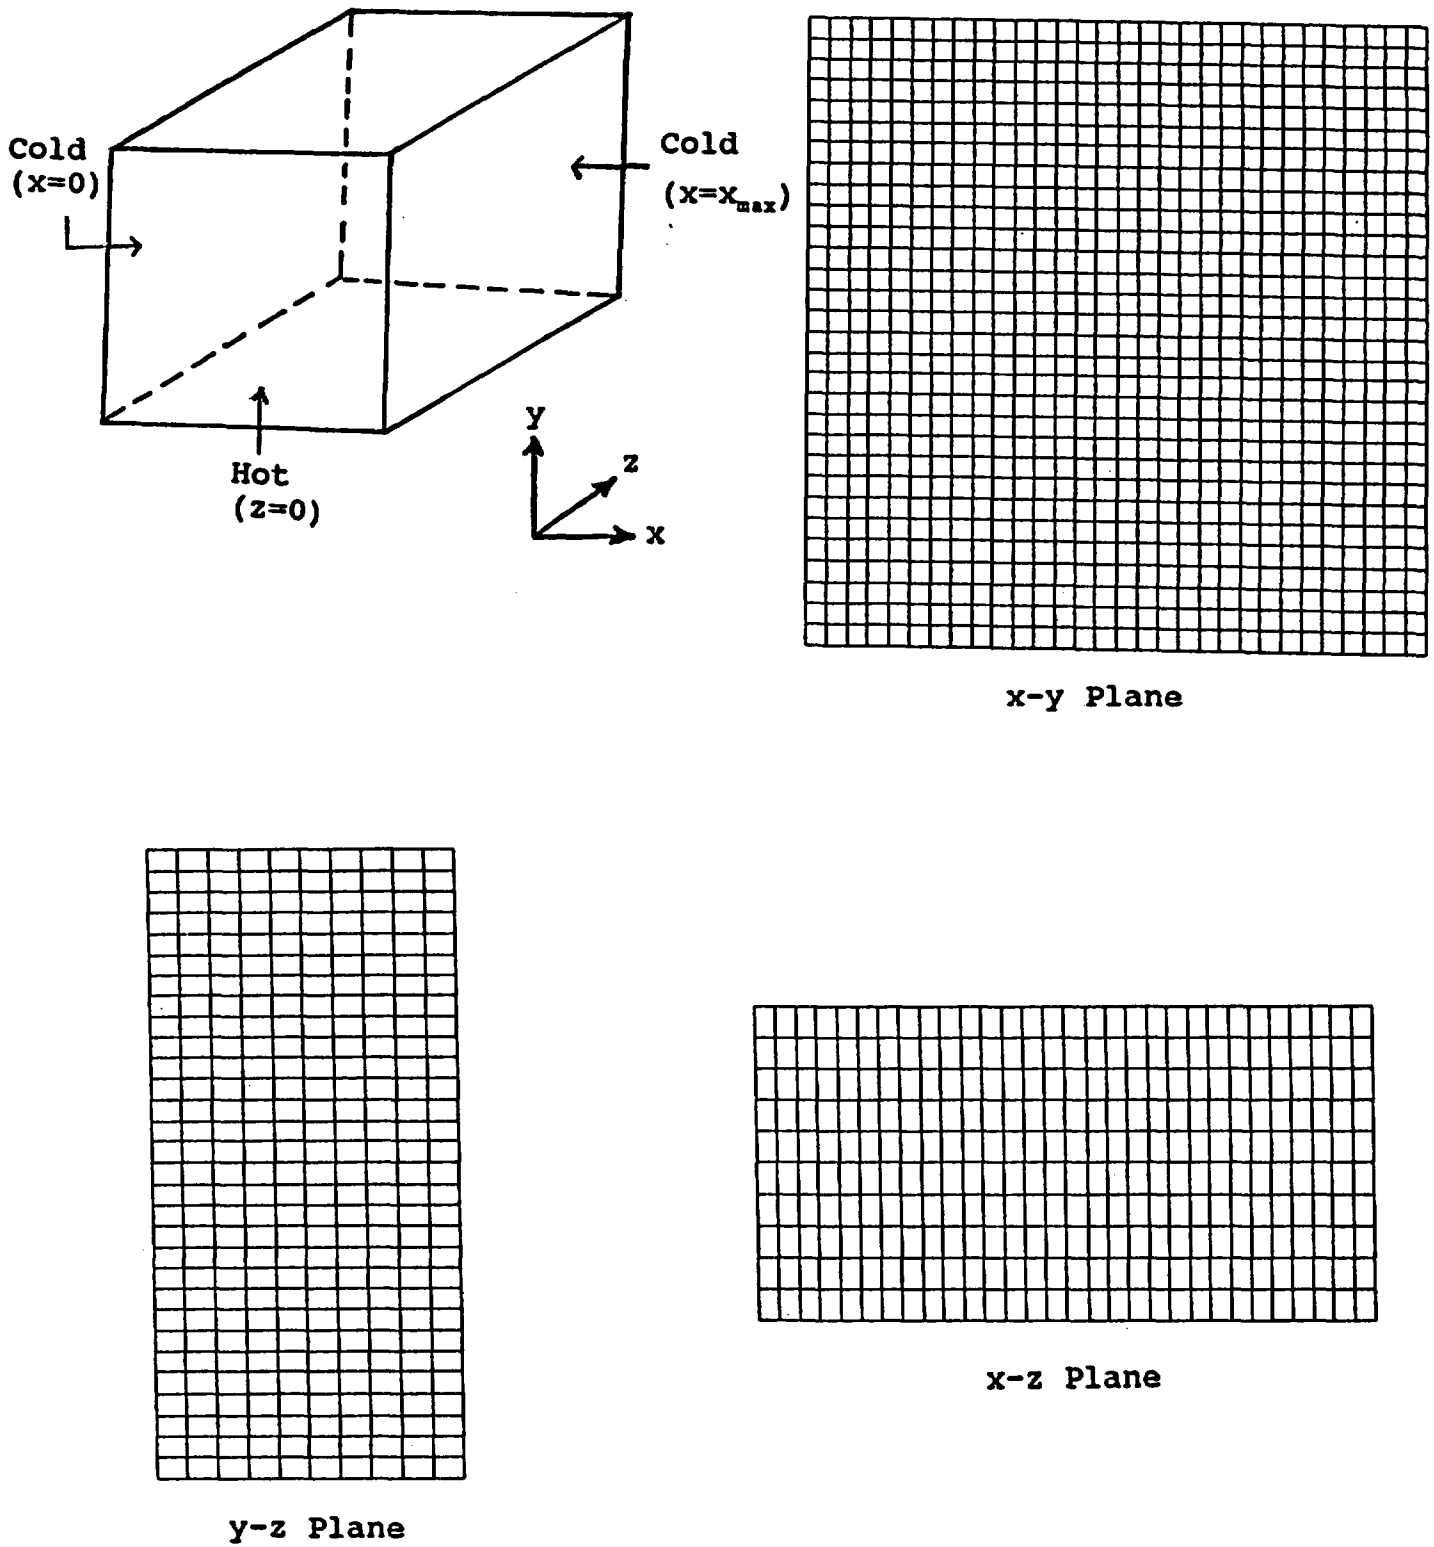 Cold
(x=0)
Cold
(x=xmax)
Hot
(z=0)
y
z
x
x-y Plane
y-z Plane
x-z Plane